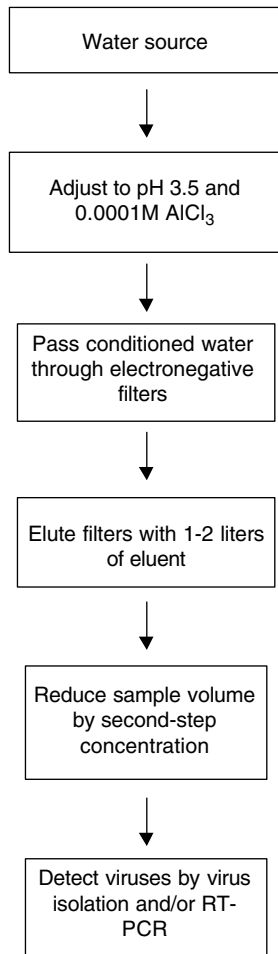 Water source
Adjust to pH 3.5 and
0.0001M AlCl₃
Pass conditioned water
through electronegative
filters
Elute filters with 1-2 liters
of eluent
Reduce sample volume
by second-step
concentration
Detect viruses by virus
isolation and/or RT-
PCR